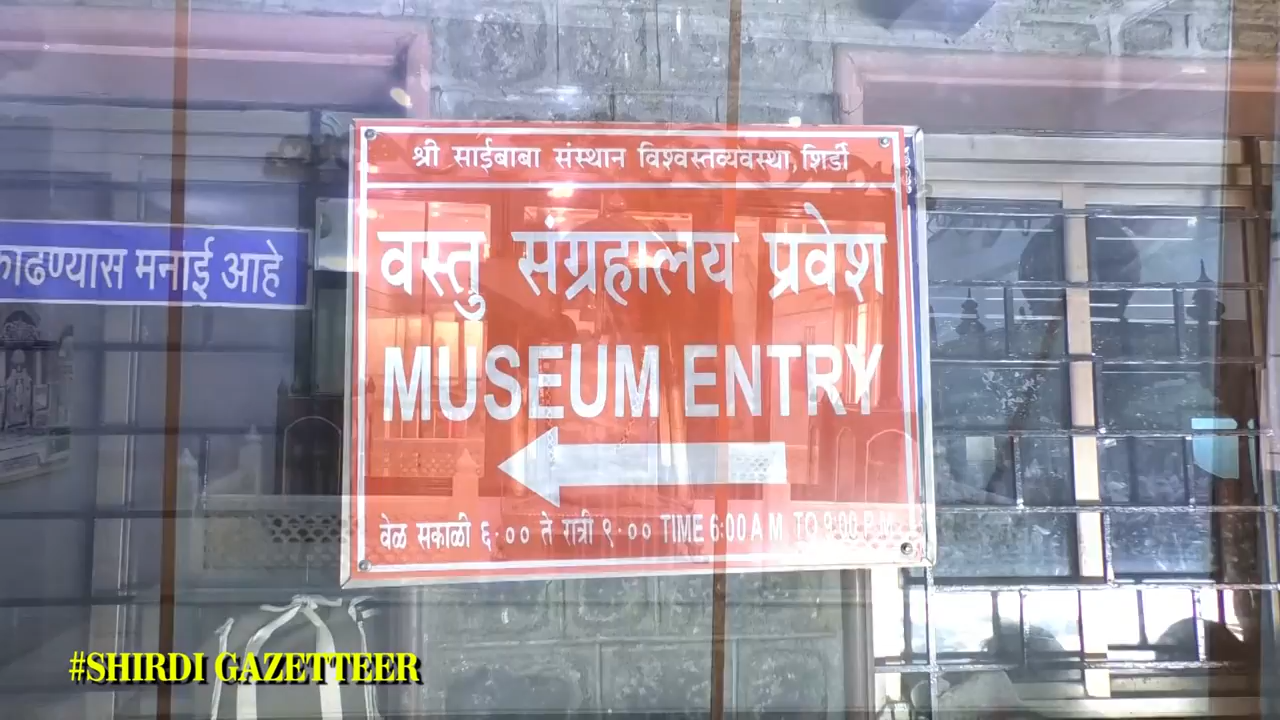 श्री साईबाबा संस्थान विश्वस्तव्यवस्था, शिर्डी
वस्तु संग्रहालय प्रवेश
MUSEUM ENTRY
वेळ सकाळी ६·०० ते रात्री ९·०० TIME 6:00 A M TO 9:00 P.M.
काढण्यास मनाई आहे
#SHIRDI GAZETTEER